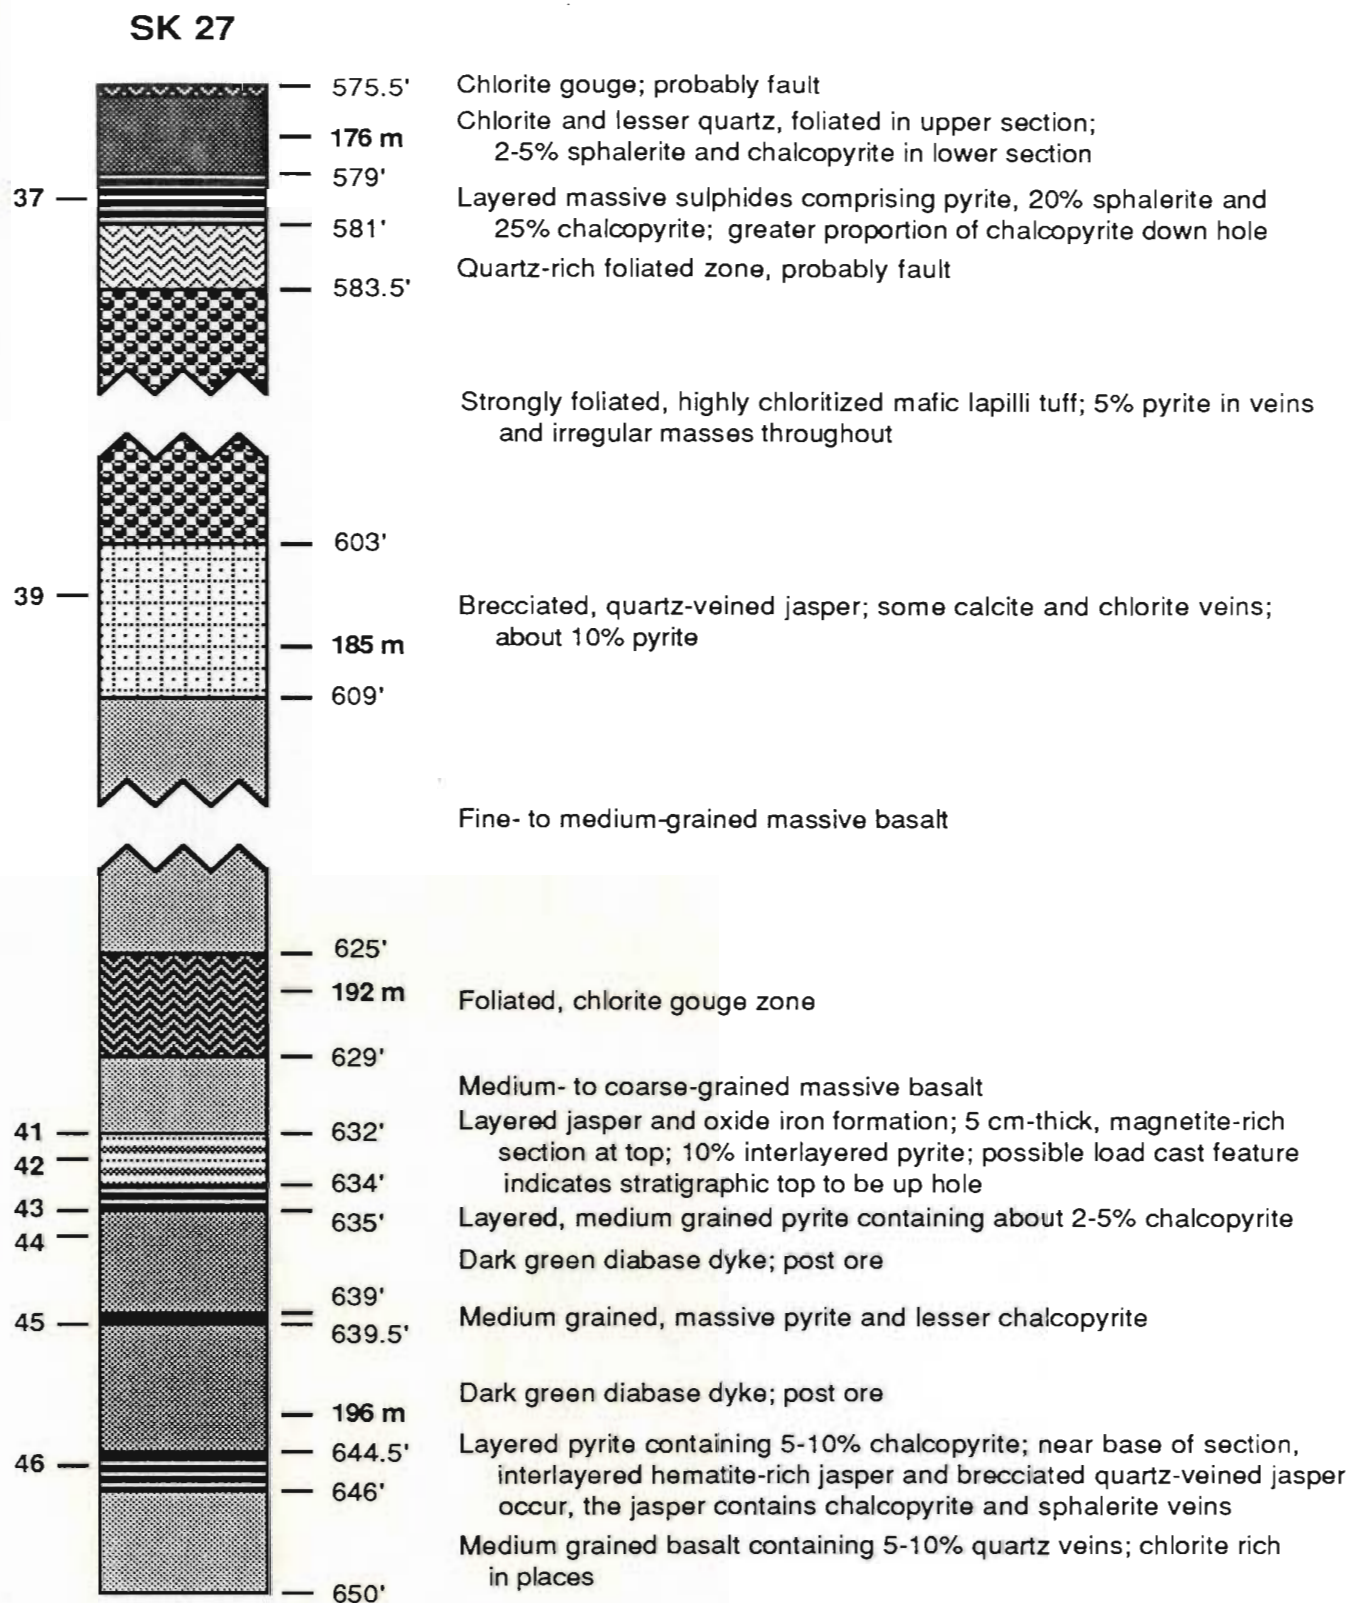 SK 27
575.5' Chlorite gouge; probably fault
176 m Chlorite and lesser quartz, foliated in upper section;
2-5% sphalerite and chalcopyrite in lower section
579'
37 Layered massive sulphides comprising pyrite, 20% sphalerite and
581' 25% chalcopyrite; greater proportion of chalcopyrite down hole
Quartz-rich foliated zone, probably fault
583.5'
Strongly foliated, highly chloritized mafic lapilli tuff; 5% pyrite in veins
and irregular masses throughout
603'
39
Brecciated, quartz-veined jasper; some calcite and chlorite veins;
185 m about 10% pyrite
609'
Fine- to medium-grained massive basalt
625'
192 m Foliated, chlorite gouge zone
629'
Medium- to coarse-grained massive basalt
41 632' Layered jasper and oxide iron formation; 5 cm-thick, magnetite-rich
42 section at top; 10% interlayered pyrite; possible load cast feature
634' indicates stratigraphic top to be up hole
43 635' Layered, medium grained pyrite containing about 2-5% chalcopyrite
44
Dark green diabase dyke; post ore
639'
45 Medium grained, massive pyrite and lesser chalcopyrite
639.5'
Dark green diabase dyke; post ore
196 m
644.5' Layered pyrite containing 5-10% chalcopyrite; near base of section,
46 interlayered hematite-rich jasper and brecciated quartz-veined jasper
646' occur, the jasper contains chalcopyrite and sphalerite veins
Medium grained basalt containing 5-10% quartz veins; chlorite rich
in places
650'